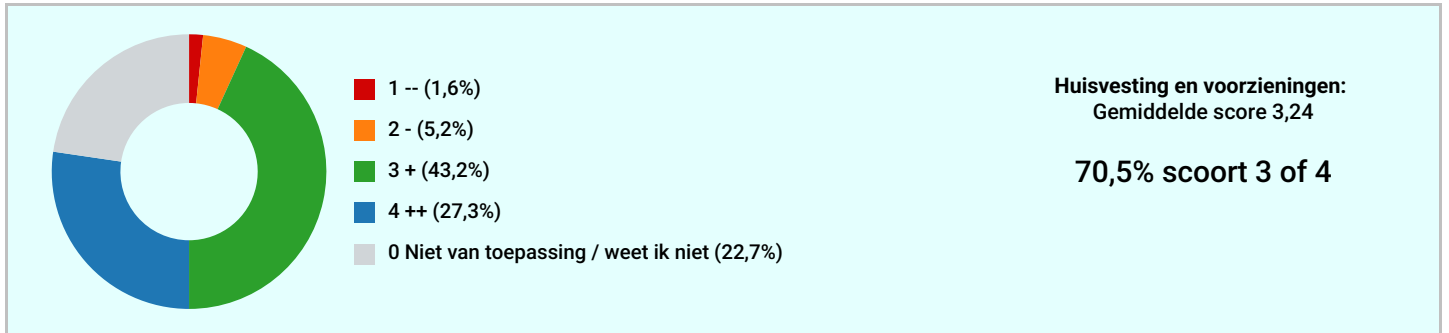 1 -- (1,6%)
2 - (5,2%)
3 + (43,2%)
4 ++ (27,3%)
0 Niet van toepassing / weet ik niet (22,7%)
Huisvesting en voorzieningen:
Gemiddelde score 3,24
70,5% scoort 3 of 4